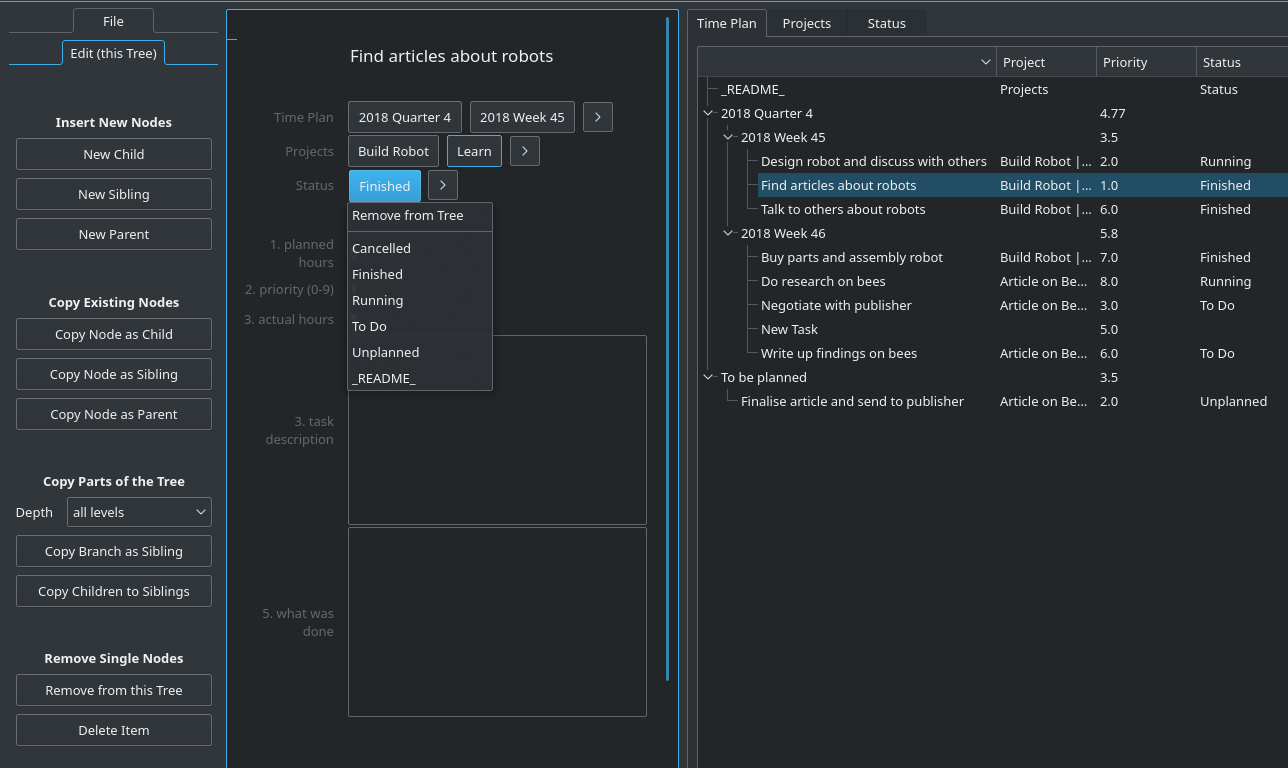 File
Edit (this Tree)
Insert New Nodes
New Child
New Sibling
New Parent
Copy Existing Nodes
Copy Node as Child
Copy Node as Sibling
Copy Node as Parent
Copy Parts of the Tree
Depth all levels
Copy Branch as Sibling
Copy Children to Siblings
Remove Single Nodes
Remove from this Tree
Delete Item
Find articles about robots
Time Plan 2018 Quarter 4 2018 Week 45 >
Projects Build Robot Learn >
Status Finished >
Remove from Tree
Cancelled
Finished
Running
To Do
Unplanned
_README_
1. planned
hours
2. priority (0-9)
3. actual hours
3. task
description
5. what was
done
Time Plan Projects Status
Project Priority Status
_README_ Projects Status
2018 Quarter 4 4.77
2018 Week 45 3.5
Design robot and discuss with others Build Robot |... 2.0 Running
Find articles about robots Build Robot |... 1.0 Finished
Talk to others about robots Build Robot |... 6.0 Finished
2018 Week 46 5.8
Buy parts and assembly robot Build Robot |... 7.0 Finished
Do research on bees Article on Be... 8.0 Running
Negotiate with publisher Article on Be... 3.0 To Do
New Task 5.0
Write up findings on bees Article on Be... 6.0 To Do
To be planned 3.5
Finalise article and send to publisher Article on Be... 2.0 Unplanned